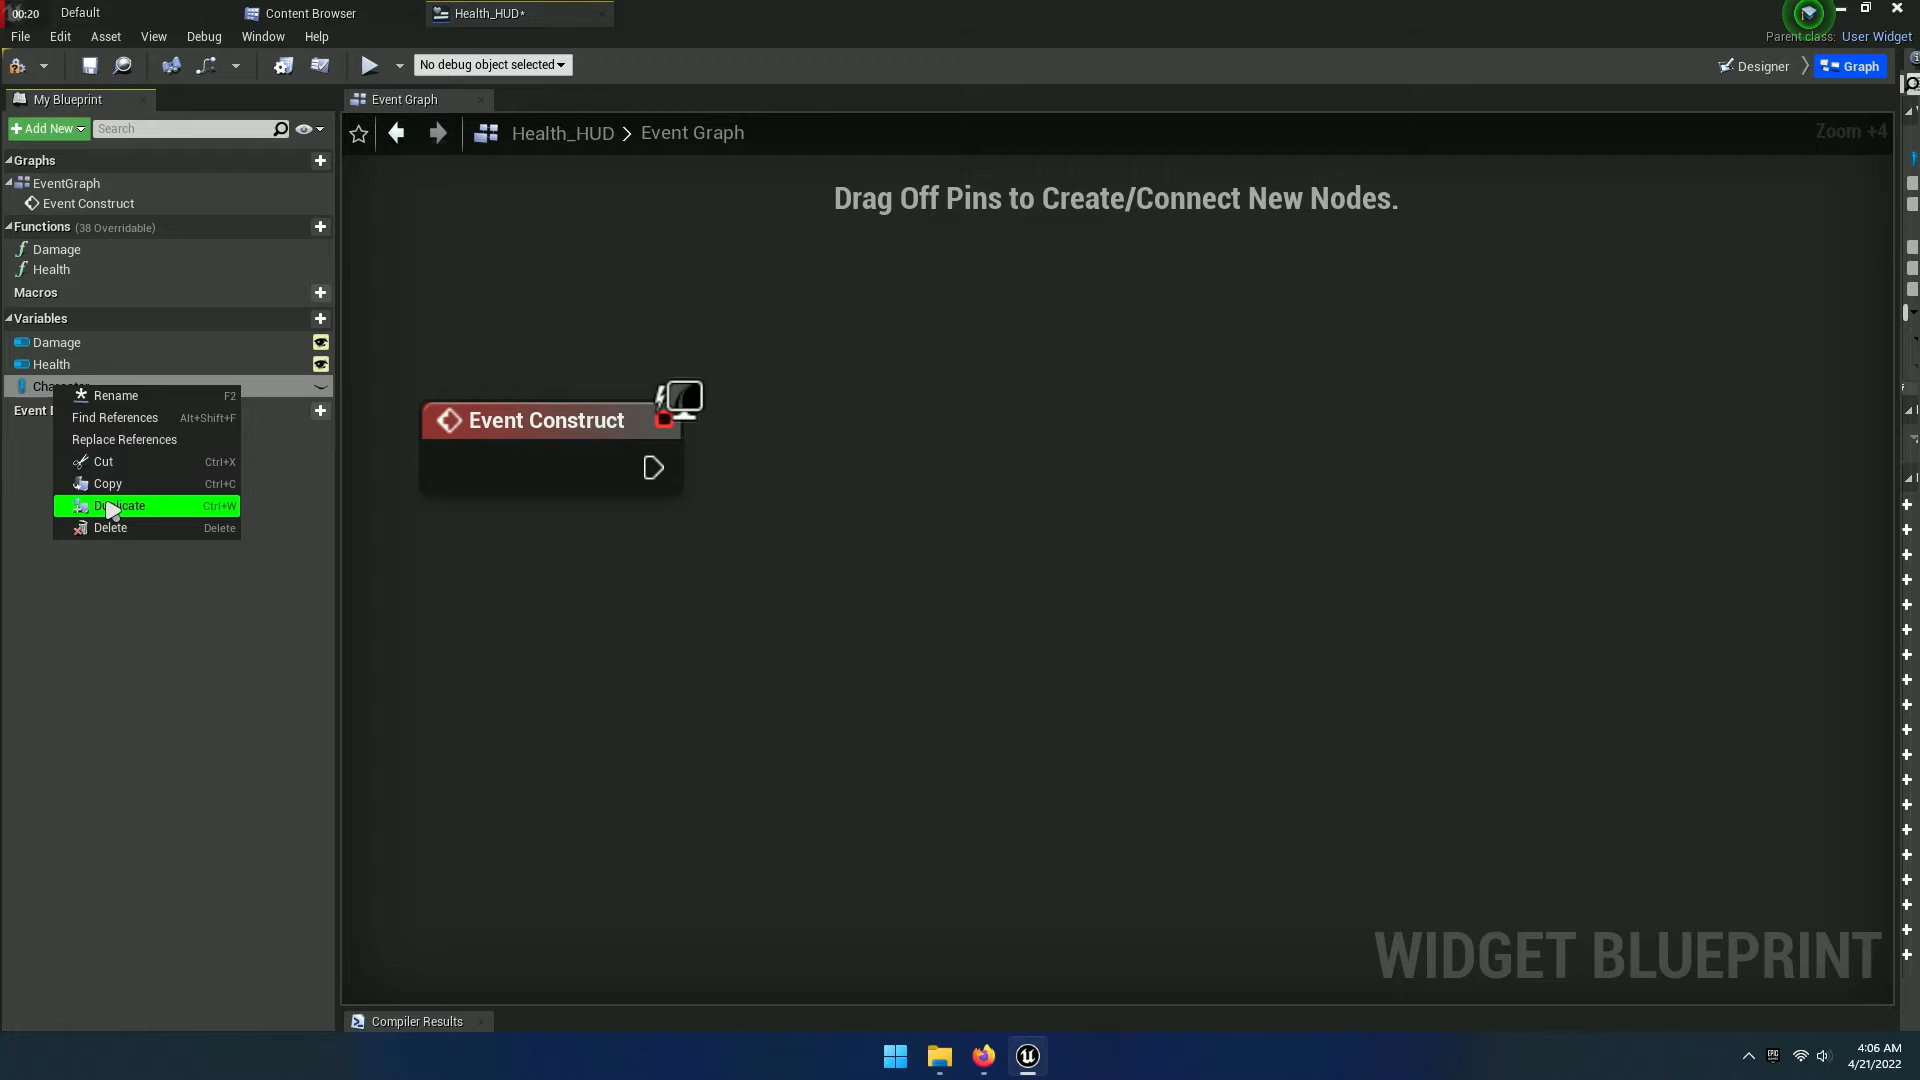 00:20
Default
Content Browser
Health_HUD*
File Edit Asset View Debug Window Help
Parent class: User Widget
No debug object selected
Designer
Graph
My Blueprint
Event Graph
Add New
Search
Health_HUD > Event Graph
Zoom +4
Graphs
EventGraph
Event Construct
Functions (38 Overridable)
Damage
Health
Macros
Variables
Damage
Health
Rename F2
Find References Alt+Shift+F
Replace References
Cut Ctrl+X
Copy Ctrl+C
Duplicate Ctrl+W
Delete Delete
Drag Off Pins to Create/Connect New Nodes.
Event Construct
WIDGET BLUEPRINT
Compiler Results
4:06 AM
4/21/2022